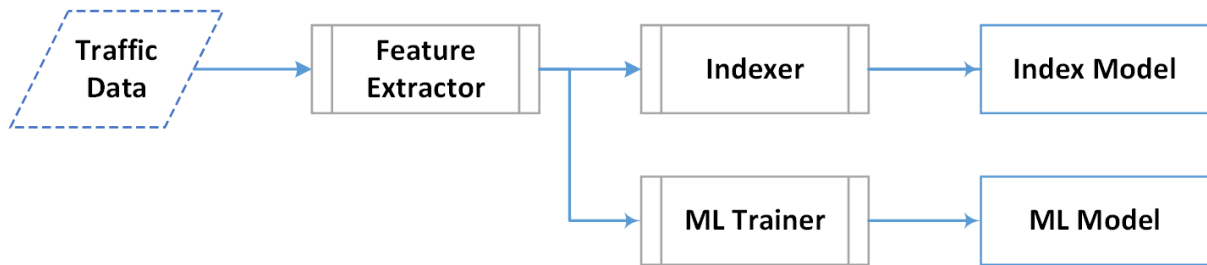 Traffic
Data
Feature
Extractor
Indexer
Index Model
ML Trainer
ML Model